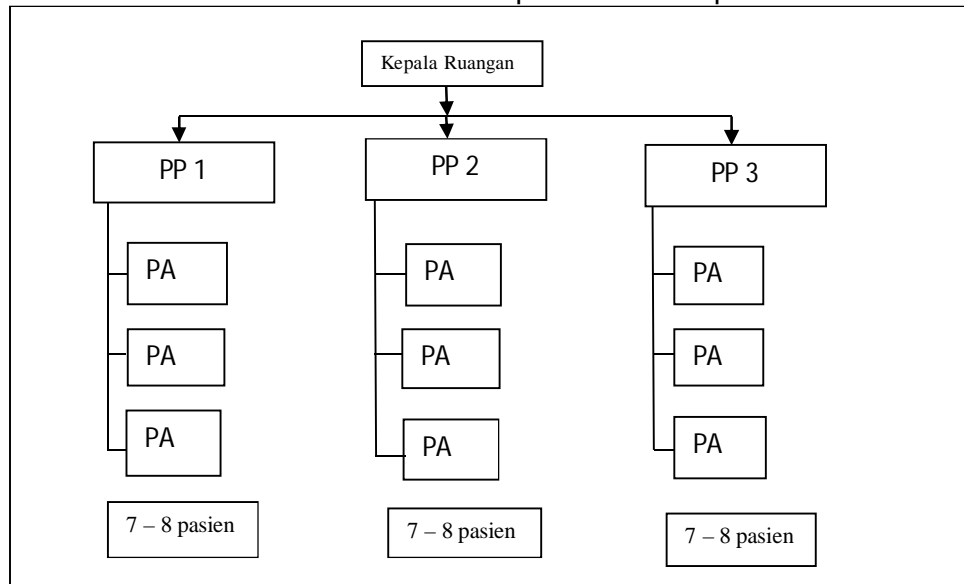 Kepala Ruangan
PP 1
PP 2
PP 3
PA
PA
PA
PA
PA
PA
PA
PA
PA
7 – 8 pasien
7 – 8 pasien
7 – 8 pasien